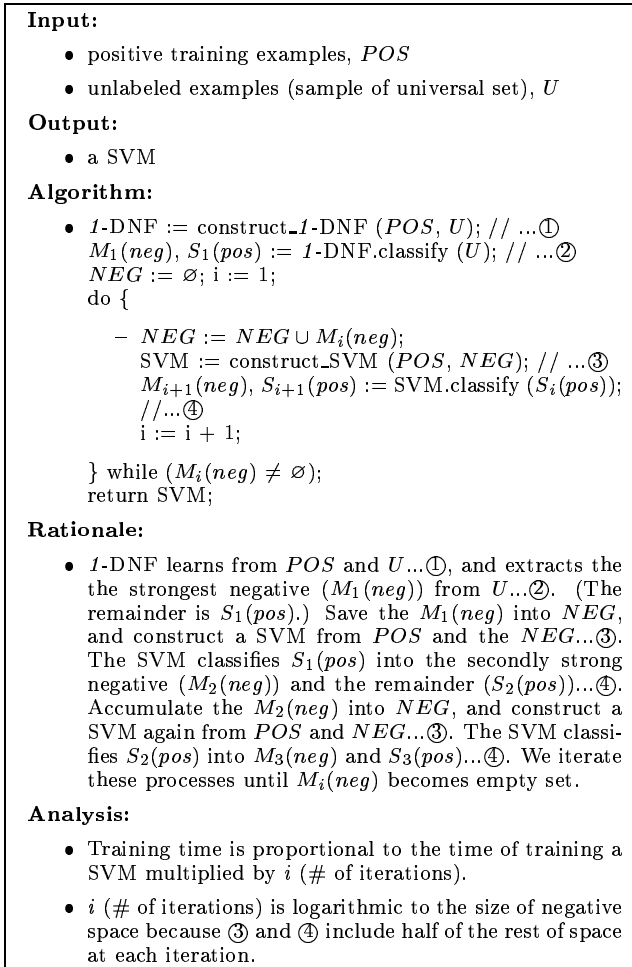 Input:
• positive training examples, POS
• unlabeled examples (sample of universal set), U
Output:
• a SVM
Algorithm:
• 1-DNF := construct_1-DNF (POS, U); // ...①
M₁(neg), S₁(pos) := 1-DNF.classify (U); // ...②
NEG := ∅; i := 1;
do {
– NEG := NEG ∪ Mᵢ(neg);
SVM := construct_SVM (POS, NEG); // ...③
Mᵢ₊₁(neg), Sᵢ₊₁(pos) := SVM.classify (Sᵢ(pos));
//...④
i := i + 1;
} while (Mᵢ(neg) ≠ ∅);
return SVM;
Rationale:
• 1-DNF learns from POS and U...①, and extracts the
the strongest negative (M₁(neg)) from U...②. (The
remainder is S₁(pos).) Save the M₁(neg) into NEG,
and construct a SVM from POS and the NEG...③.
The SVM classifies S₁(pos) into the secondly strong
negative (M₂(neg)) and the remainder (S₂(pos))...④.
Accumulate the M₂(neg) into NEG, and construct a
SVM again from POS and NEG...③. The SVM classi-
fies S₂(pos) into M₃(neg) and S₃(pos)...④. We iterate
these processes until Mᵢ(neg) becomes empty set.
Analysis:
• Training time is proportional to the time of training a
SVM multiplied by i (# of iterations).
• i (# of iterations) is logarithmic to the size of negative
space because ③ and ④ include half of the rest of space
at each iteration.